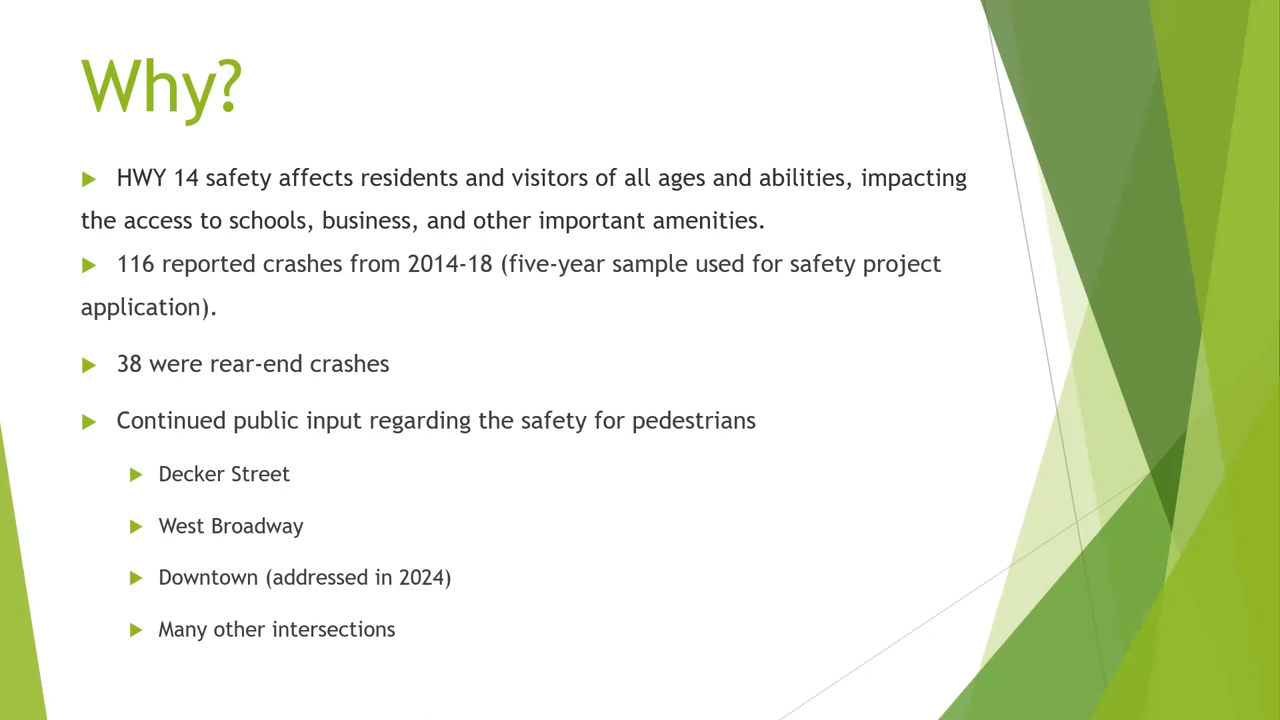 Why?
HWY 14 safety affects residents and visitors of all ages and abilities, impacting
the access to schools, business, and other important amenities.
116 reported crashes from 2014-18 (five-year sample used for safety project
application).
38 were rear-end crashes
Continued public input regarding the safety for pedestrians
Decker Street
West Broadway
Downtown (addressed in 2024)
Many other intersections